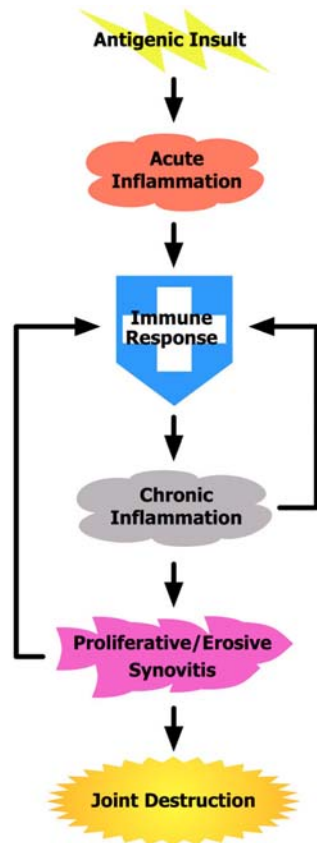 Antigenic Insult
Acute
Inflammation
Immune
Response
Chronic
Inflammation
Proliferative/Erosive
Synovitis
Joint Destruction